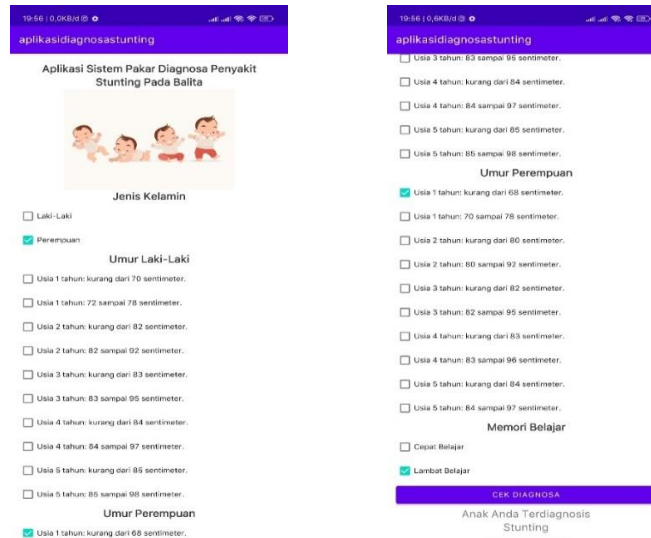 19:56 | 0,0KB/d
aplikasidiagnosastunting
Aplikasi Sistem Pakar Diagnosa Penyakit
Stunting Pada Balita
Jenis Kelamin
Laki-Laki
Perempuan
Umur Laki-Laki
Usia 1 tahun: kurang dari 70 sentimeter.
Usia 1 tahun: 72 sampai 78 sentimeter.
Usia 2 tahun: kurang dari 82 sentimeter.
Usia 2 tahun: 82 sampai 92 sentimeter.
Usia 3 tahun: kurang dari 83 sentimeter.
Usia 3 tahun: 83 sampai 95 sentimeter.
Usia 4 tahun: kurang dari 84 sentimeter.
Usia 4 tahun: 84 sampai 97 sentimeter.
Usia 5 tahun: kurang dari 85 sentimeter.
Usia 5 tahun: 85 sampai 98 sentimeter.
Umur Perempuan
Usia 1 tahun: kurang dari 68 sentimeter.
19:56 | 0,6KB/d
aplikasidiagnosastunting
Usia 3 tahun: 83 sampai 95 sentimeter.
Usia 4 tahun: kurang dari 84 sentimeter.
Usia 4 tahun: 84 sampai 97 sentimeter.
Usia 5 tahun: kurang dari 85 sentimeter.
Usia 5 tahun: 85 sampai 98 sentimeter.
Umur Perempuan
Usia 1 tahun: kurang dari 68 sentimeter.
Usia 1 tahun: 70 sampai 78 sentimeter.
Usia 2 tahun: kurang dari 80 sentimeter.
Usia 2 tahun: 80 sampai 92 sentimeter.
Usia 3 tahun: kurang dari 82 sentimeter.
Usia 3 tahun: 82 sampai 95 sentimeter.
Usia 4 tahun: kurang dari 83 sentimeter.
Usia 4 tahun: 83 sampai 96 sentimeter.
Usia 5 tahun: kurang dari 84 sentimeter.
Usia 5 tahun: 84 sampai 97 sentimeter.
Memori Belajar
Cepat Belajar
Lambat Belajar
CEK DIAGNOSA
Anak Anda Terdiagnosis
Stunting